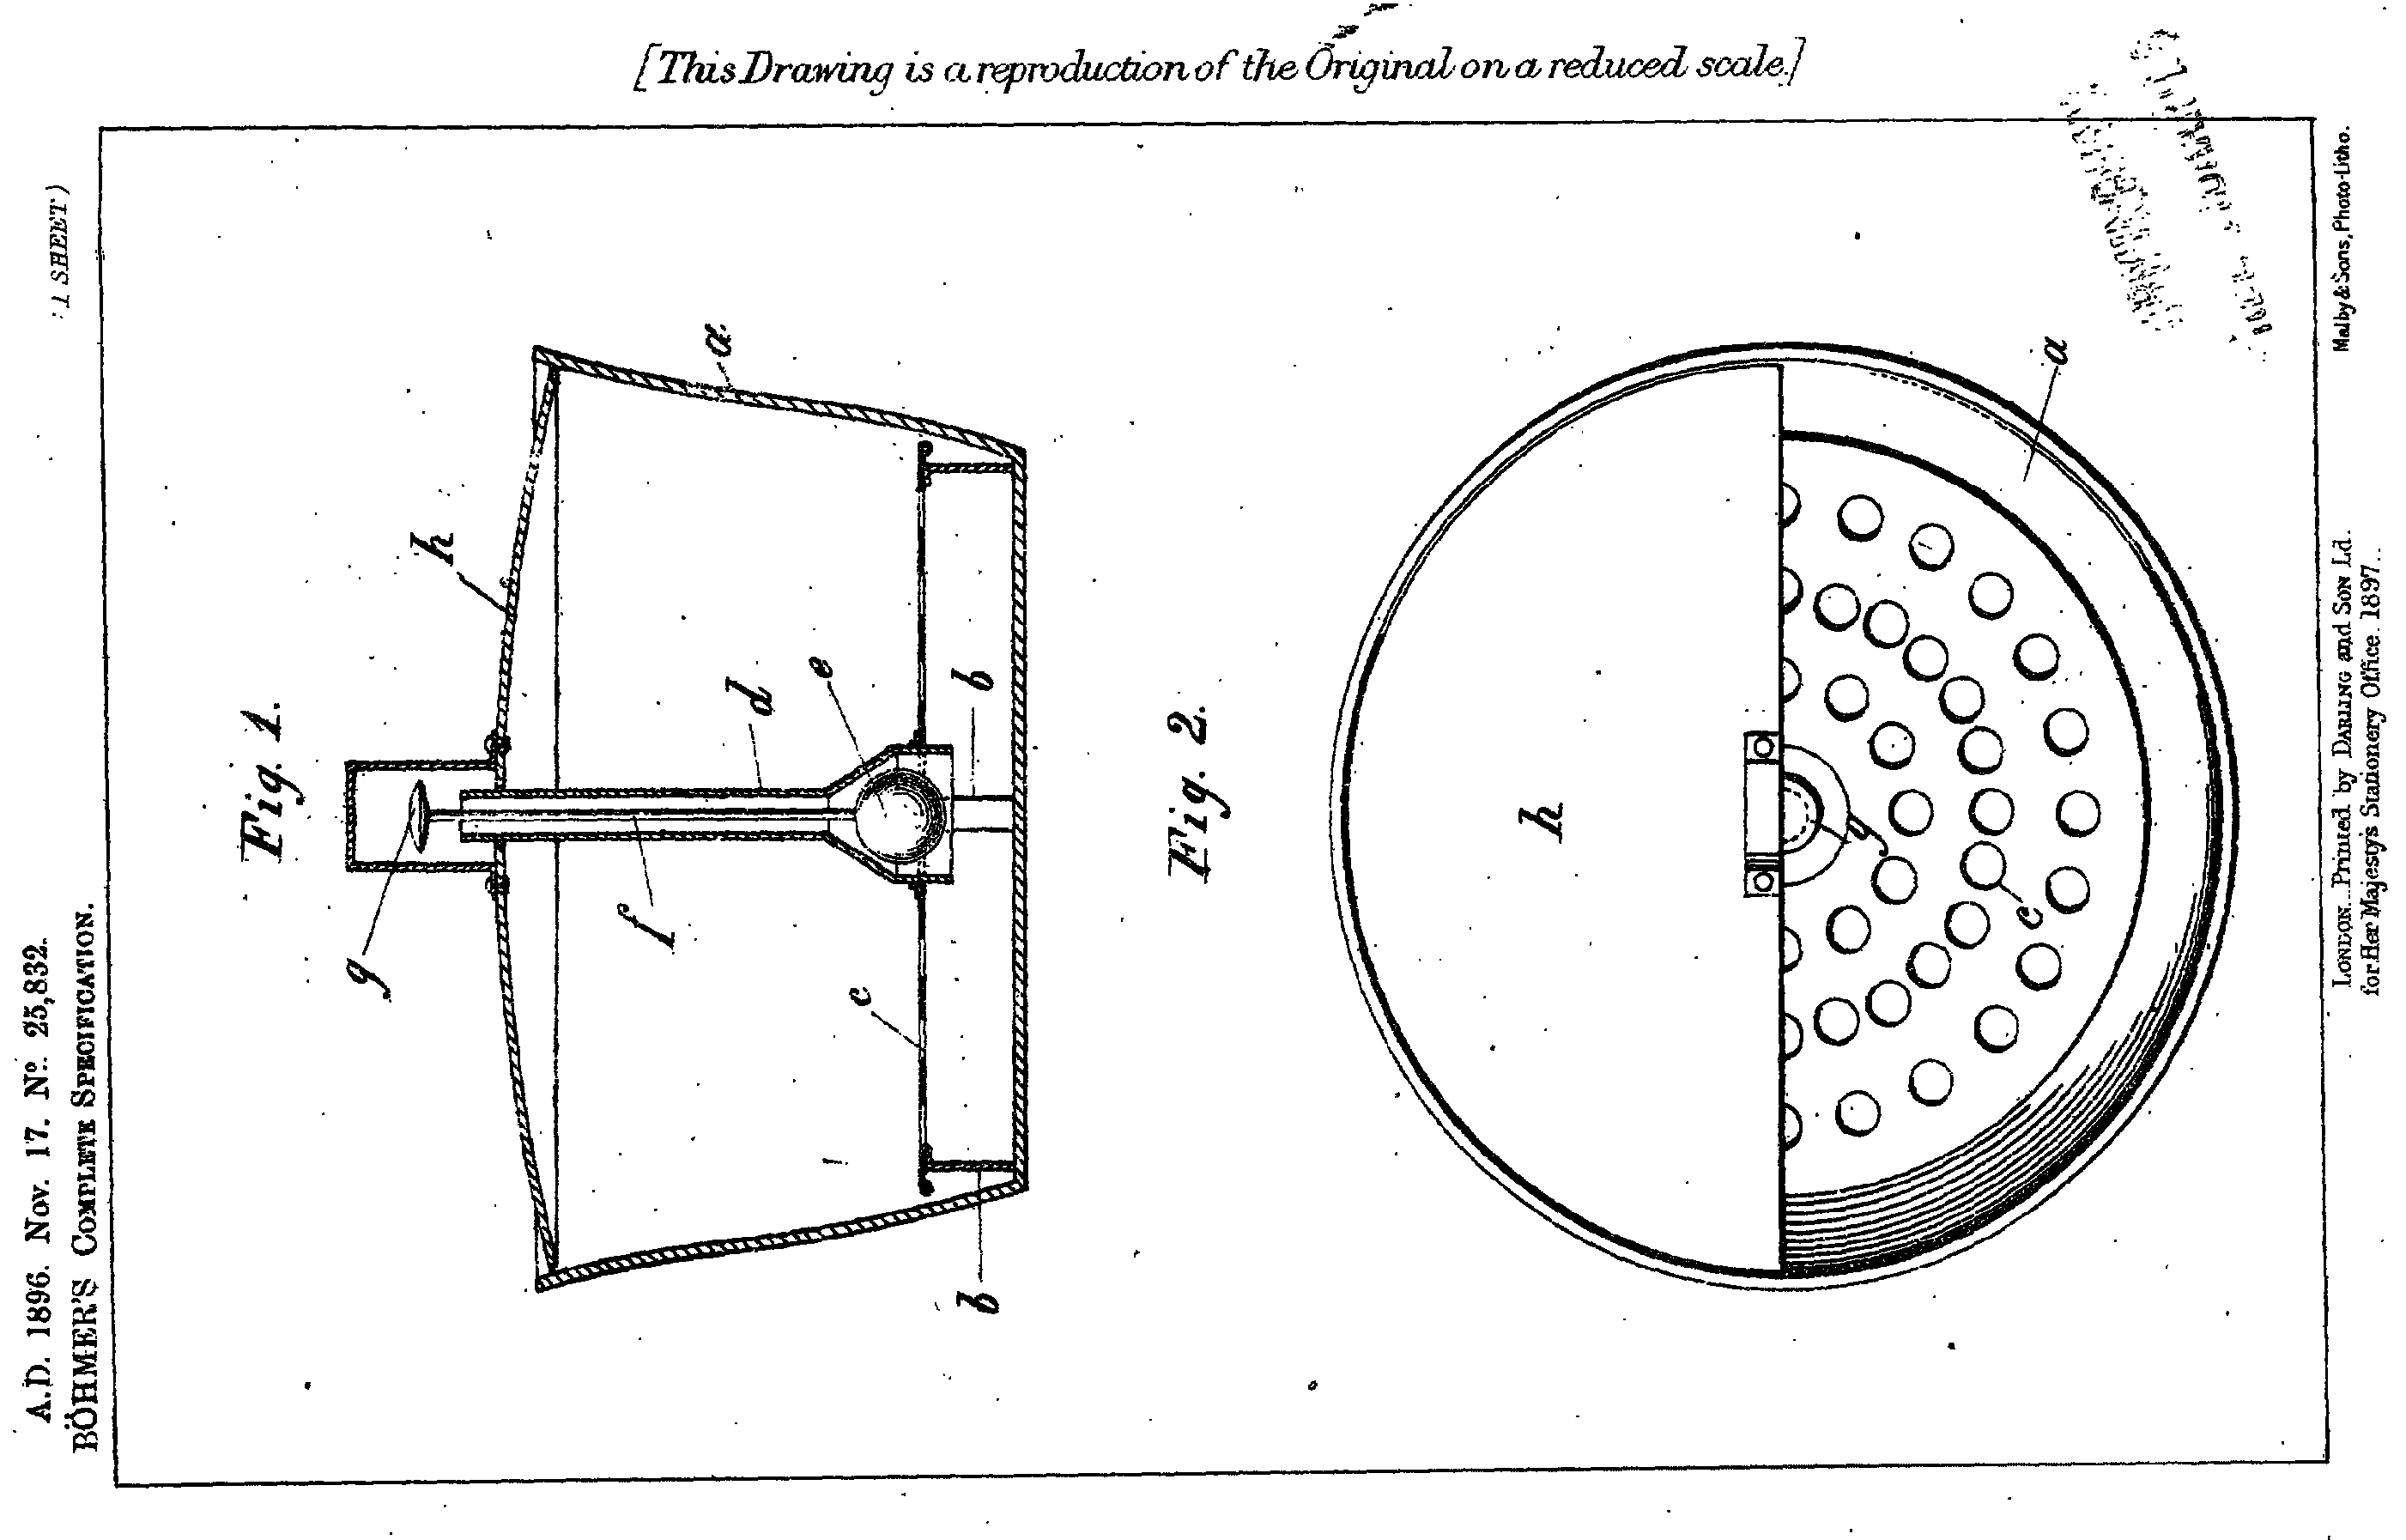 [This Drawing is a reproduction of the Original on a reduced scale.]
A.D. 1896. Nov. 17. No. 25,832.
BÖHMER'S COMPLETE SPECIFICATION.
(1 SHEET)
Fig. 1.
g
h
a
f
d
e
c
b
b
Fig. 2.
h
g
c
a
LONDON. Printed by DARLING and SON Ld.
for Her Majesty's Stationery Office. 1897.
Malby & Sons, Photo-Litho.